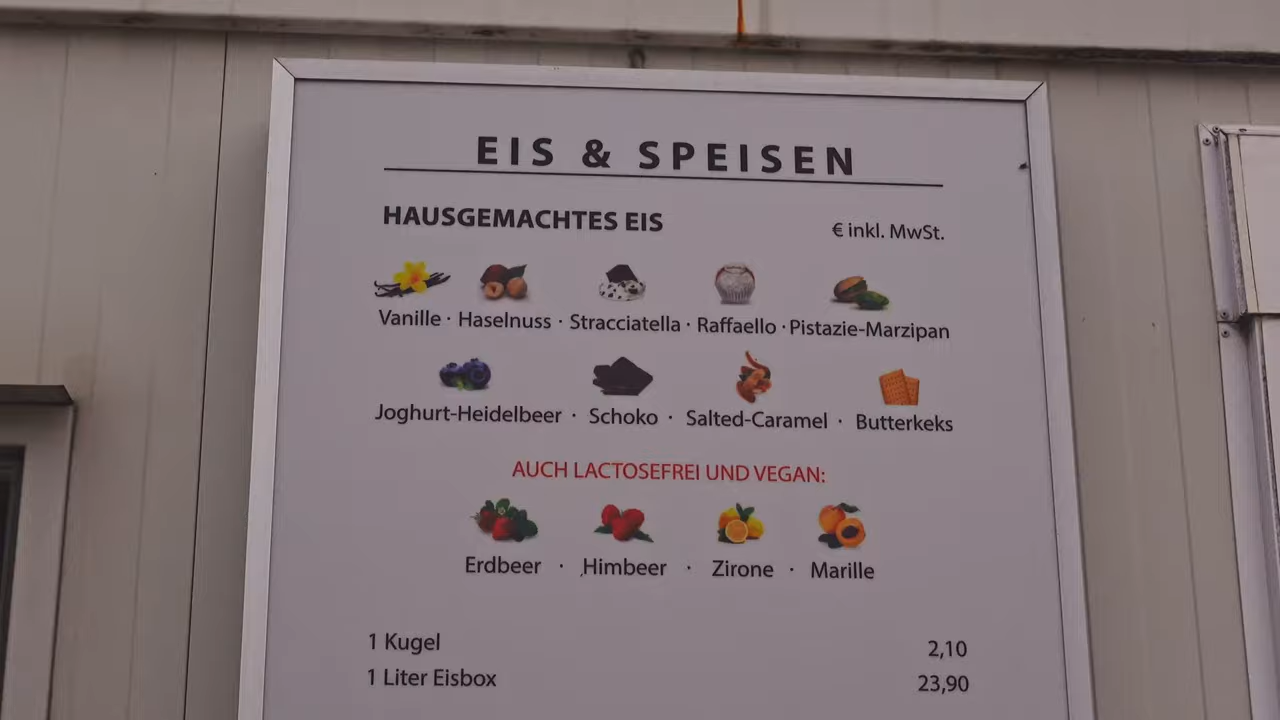 EIS & SPEISEN
HAUSGEMACHTES EIS € inkl. MwSt.
Vanille · Haselnuss · Stracciatella · Raffaello · Pistazie-Marzipan
Joghurt-Heidelbeer · Schoko · Salted-Caramel · Butterkeks
AUCH LACTOSEFREI UND VEGAN:
Erdbeer · Himbeer · Zirone · Marille
1 Kugel 2,10
1 Liter Eisbox 23,90